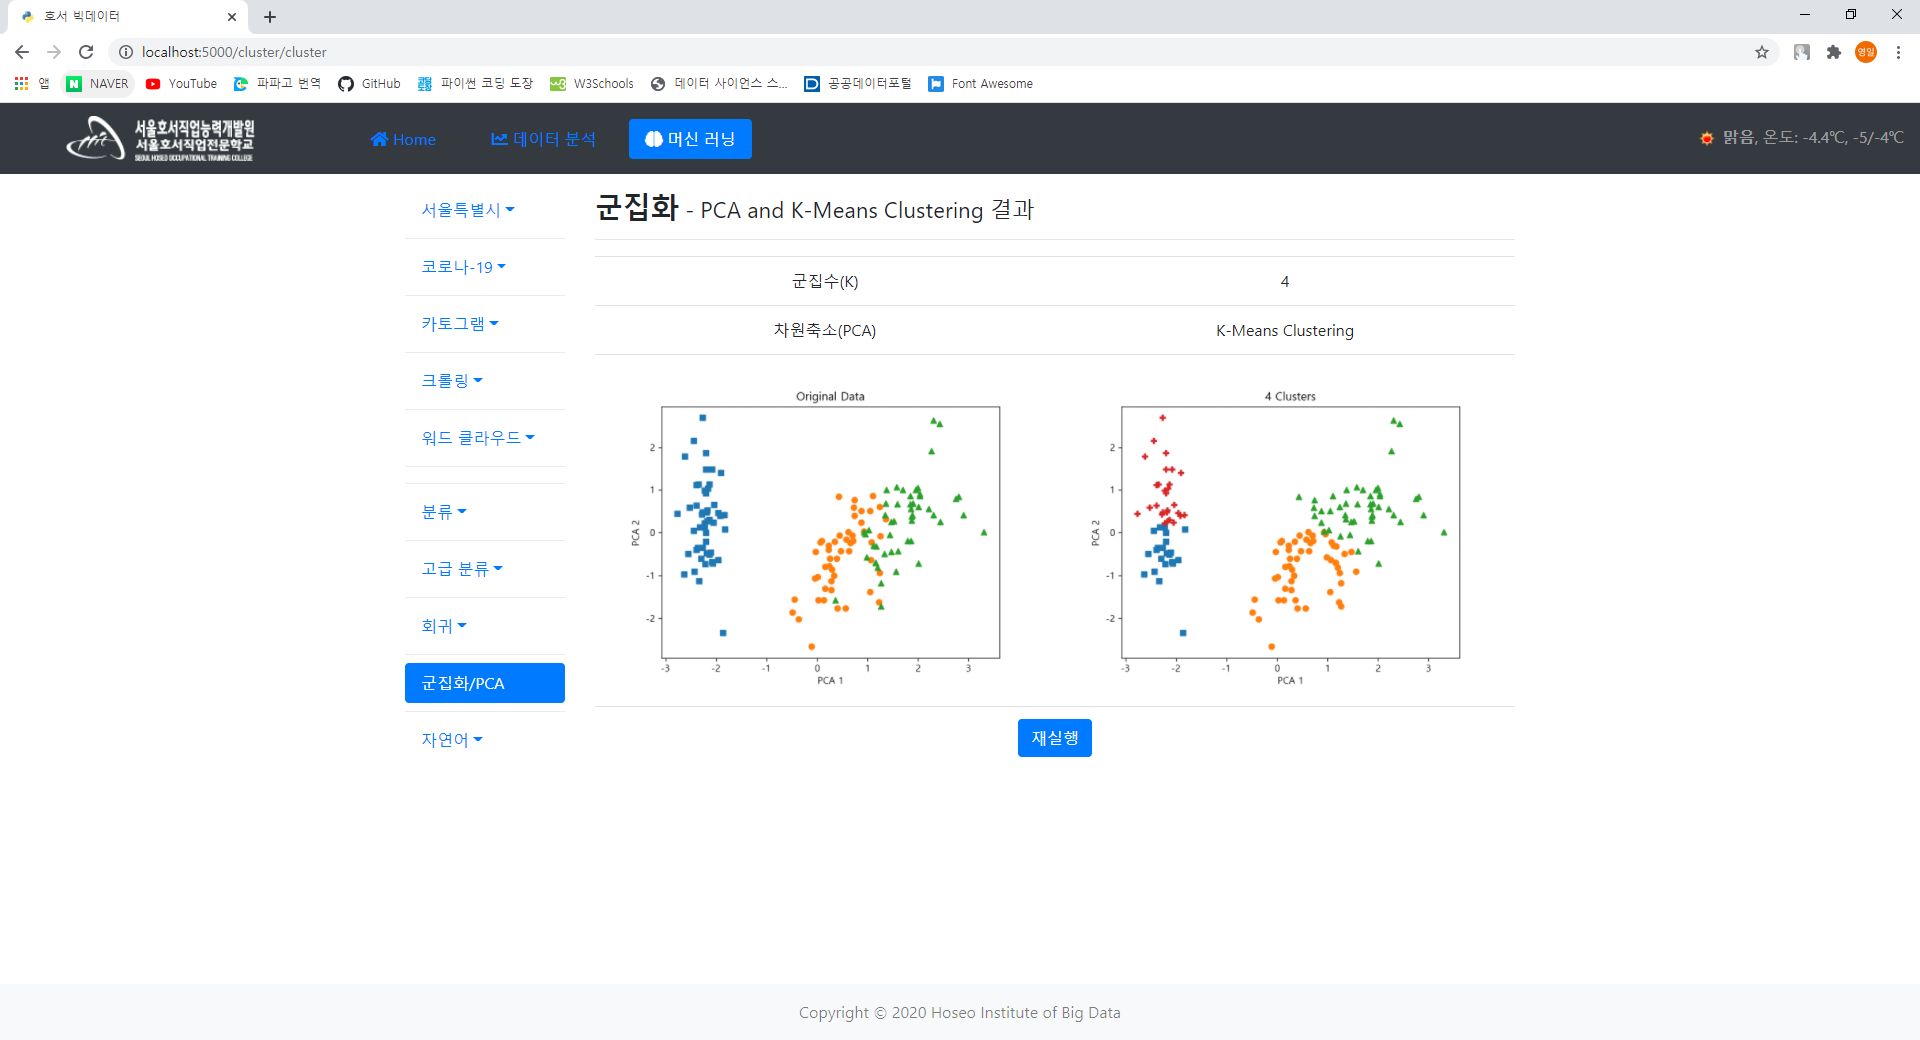 호서 빅데이터
localhost:5000/cluster/cluster
영일
앱 NAVER YouTube 파파고 번역 GitHub 파이썬 코딩 도장 W3Schools 데이터 사이언스 스... 공공데이터포털 Font Awesome
서울호서직업능력개발원
서울호서직업전문학교
SEOUL HOSEO OCCUPATIONAL TRAINING COLLEGE
Home 데이터 분석 머신 러닝
맑음, 온도: -4.4℃, -5/-4℃
서울특별시
코로나-19
카토그램
크롤링
워드 클라우드
분류
고급 분류
회귀
군집화/PCA
자연어
군집화 - PCA and K-Means Clustering 결과
군집수(K) 4
차원축소(PCA) K-Means Clustering
Original Data
PCA 2
2
1
0
-1
-2
-3 -2 -1 0 1 2 3
PCA 1
4 Clusters
PCA 2
2
1
0
-1
-2
-3 -2 -1 0 1 2 3
PCA 1
재실행
Copyright © 2020 Hoseo Institute of Big Data